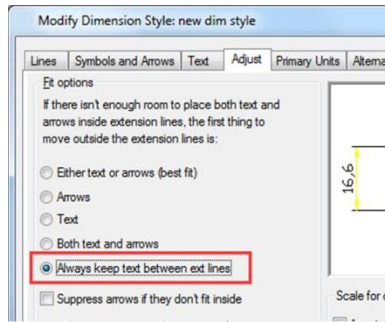 Modify Dimension Style: new dim style
Lines Symbols and Arrows Text Adjust Primary Units
Fit options
If there isn't enough room to place both text and
arrows inside extension lines, the first thing to
move outside the extension lines is:
Either text or arrows (best fit)
Arrows
Text
Both text and arrows
Always keep text between ext lines
Suppress arrows if they don't fit inside
16,6
Scale for